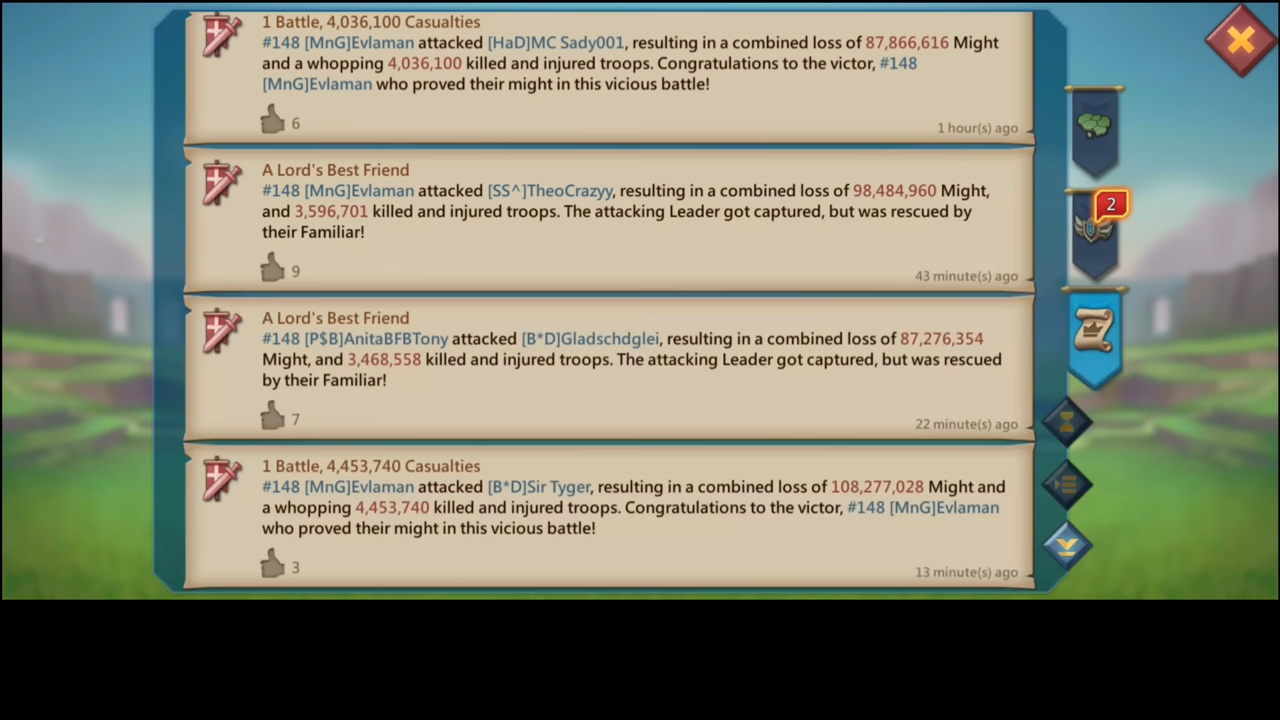 1 Battle, 4,036,100 Casualties
#148 [MnG]Evlaman attacked [HaD]MC Sady001, resulting in a combined loss of 87,866,616 Might
and a whopping 4,036,100 killed and injured troops. Congratulations to the victor, #148
[MnG]Evlaman who proved their might in this vicious battle!
6
1 hour(s) ago
A Lord's Best Friend
#148 [MnG]Evlaman attacked [SS^]TheoCrazyy, resulting in a combined loss of 98,484,960 Might,
and 3,596,701 killed and injured troops. The attacking Leader got captured, but was rescued by
their Familiar!
9
43 minute(s) ago
2
A Lord's Best Friend
#148 [P$B]AnitaBFBTony attacked [B*D]Gladschdglei, resulting in a combined loss of 87,276,354
Might, and 3,468,558 killed and injured troops. The attacking Leader got captured, but was rescued
by their Familiar!
7
22 minute(s) ago
1 Battle, 4,453,740 Casualties
#148 [MnG]Evlaman attacked [B*D]Sir Tyger, resulting in a combined loss of 108,277,028 Might and
a whopping 4,453,740 killed and injured troops. Congratulations to the victor, #148 [MnG]Evlaman
who proved their might in this vicious battle!
3
13 minute(s) ago